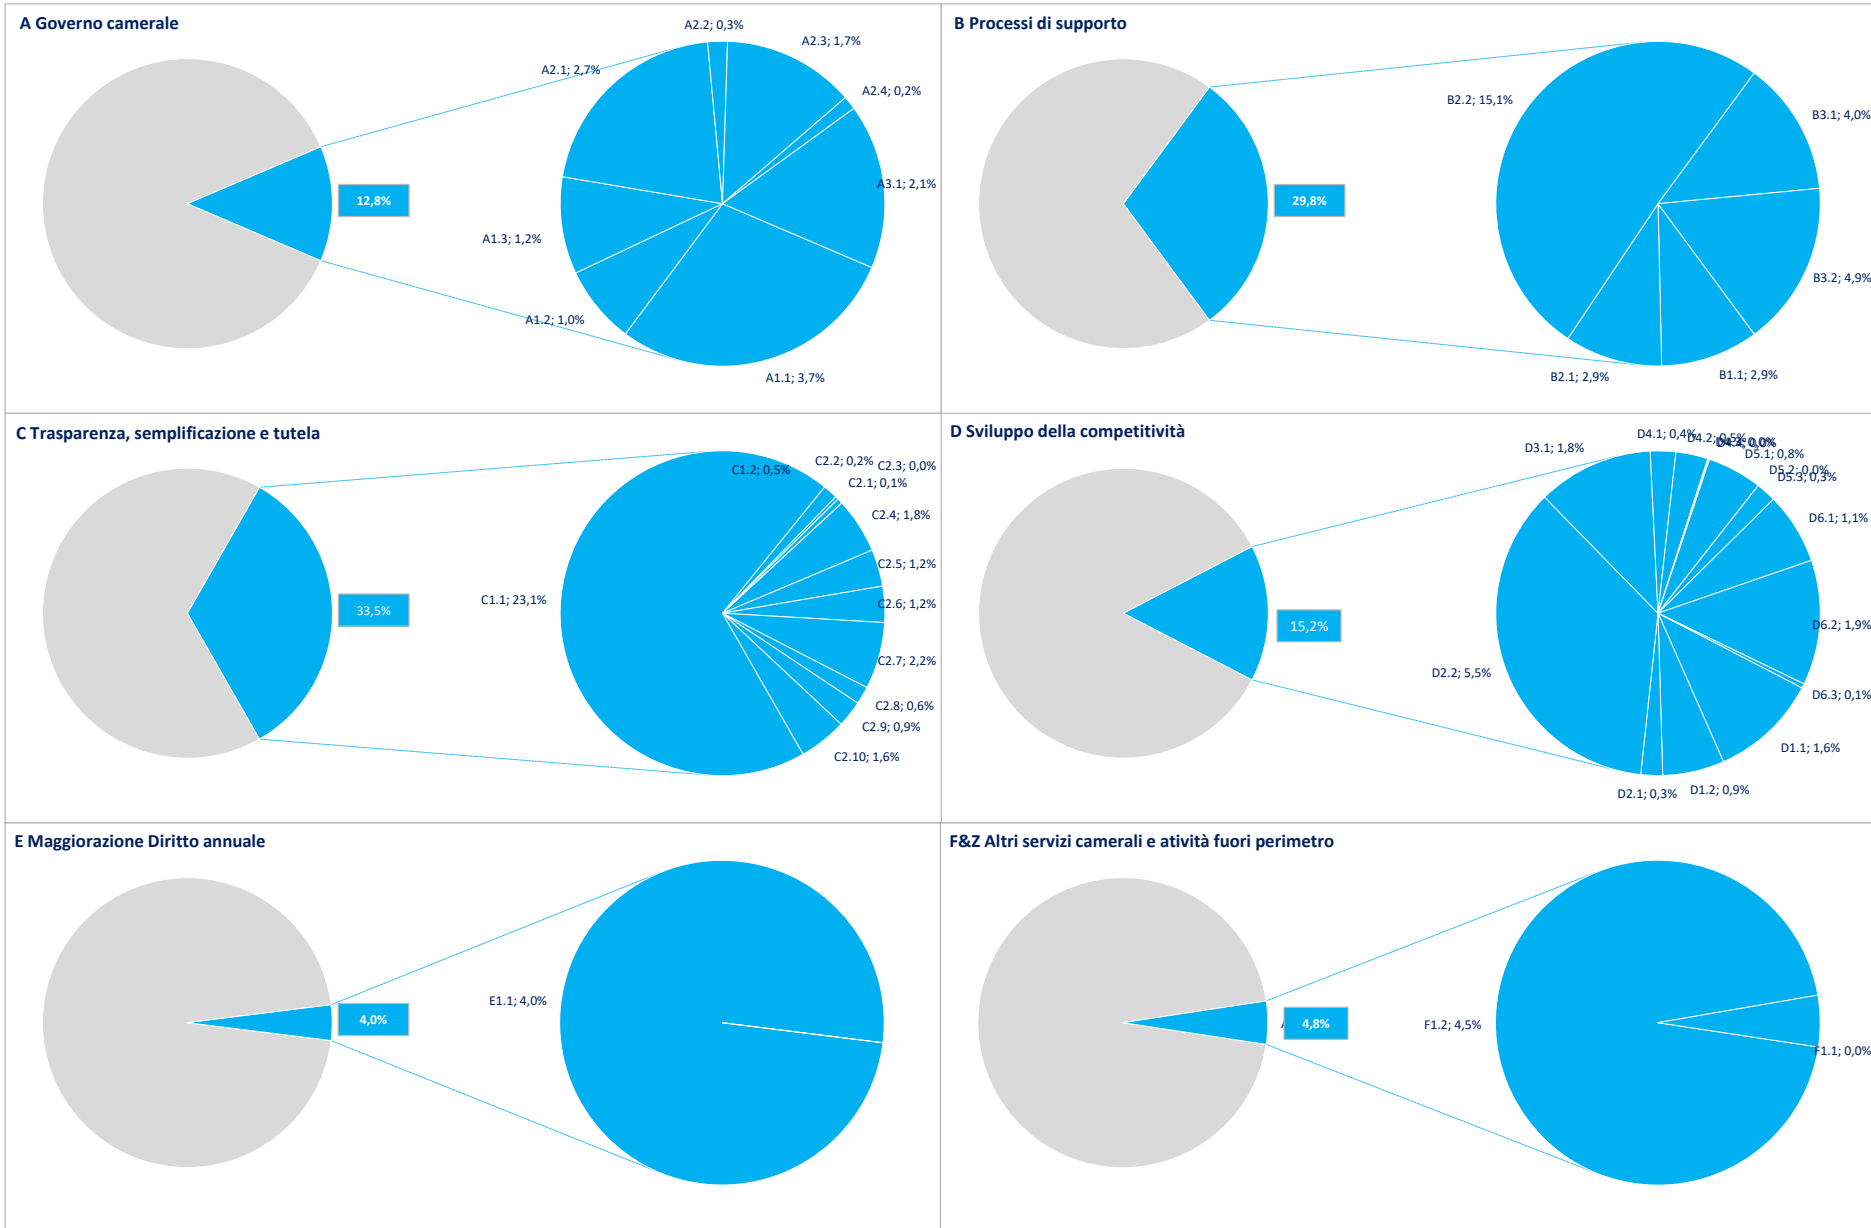 A Governo camerale
A2.2; 0,3%
A2.3; 1,7%
A2.1; 2,7%
A2.4; 0,2%
A3.1; 2,1%
12,8%
A1.3; 1,2%
A1.2; 1,0%
A1.1; 3,7%
B Processi di supporto
B2.2; 15,1%
B3.1; 4,0%
29,8%
B3.2; 4,9%
B2.1; 2,9%
B1.1; 2,9%
C Trasparenza, semplificazione e tutela
C1.2; 0,5%
C2.2; 0,2%
C2.3; 0,0%
C2.1; 0,1%
C2.4; 1,8%
C2.5; 1,2%
C1.1; 23,1%
C2.6; 1,2%
33,5%
C2.7; 2,2%
C2.8; 0,6%
C2.9; 0,9%
C2.10; 1,6%
D Sviluppo della competitività
D3.1; 1,8%
D4.1; 0,4%
D4.2; 0,5%
D5.1; 0,8%
D5.2; 0,0%
D5.3; 0,3%
D6.1; 1,1%
15,2%
D6.2; 1,9%
D2.2; 5,5%
D6.3; 0,1%
D1.1; 1,6%
D2.1; 0,3%
D1.2; 0,9%
E Maggiorazione Diritto annuale
E1.1; 4,0%
4,0%
F&Z Altri servizi camerali e atività fuori perimetro
4,8%
F1.2; 4,5%
F1.1; 0,0%